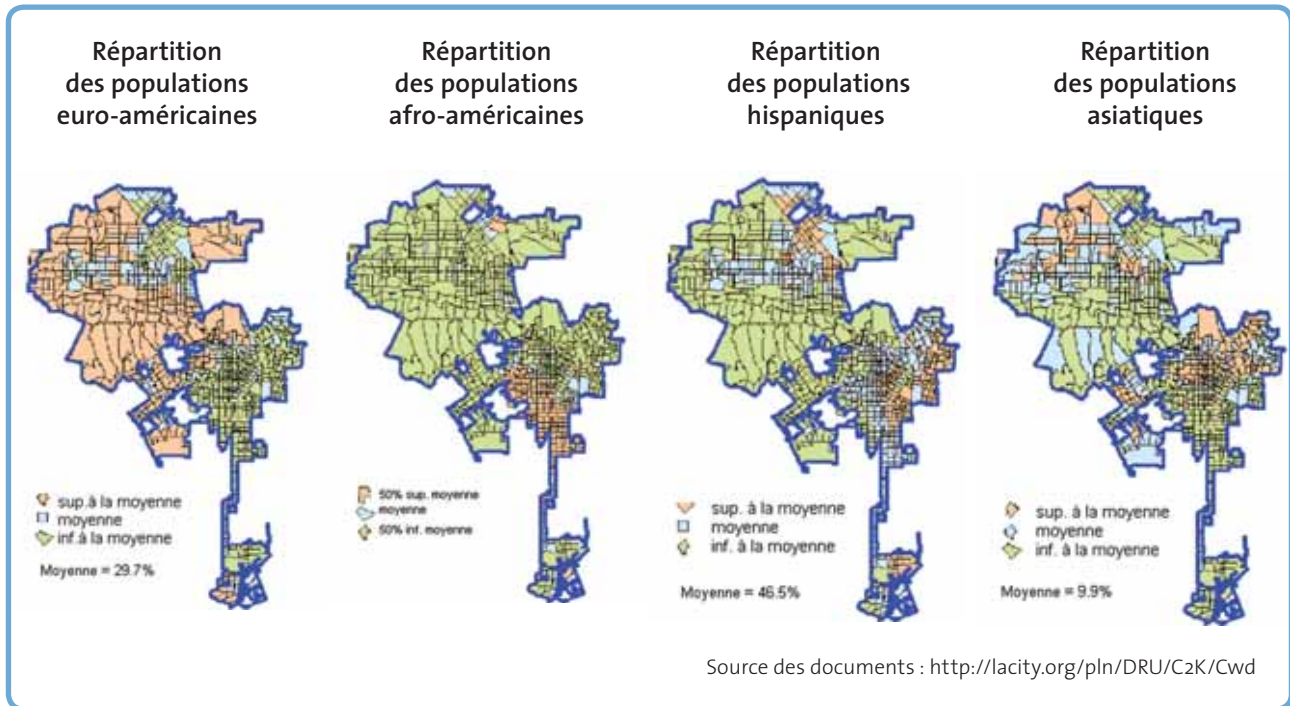 Répartition
des populations
euro-américaines
Répartition
des populations
afro-américaines
Répartition
des populations
hispaniques
Répartition
des populations
asiatiques
sup.à la moyenne
moyenne
inf.à la moyenne
Moyenne = 29.7%
50% sup. moyenne
moyenne
50% inf. moyenne
sup. à la moyenne
moyenne
inf. à la moyenne
Moyenne = 46.5%
sup. à la moyenne
moyenne
inf. à la moyenne
Moyenne = 9.9%
Source des documents : http://lacity.org/pln/DRU/C2K/Cwd